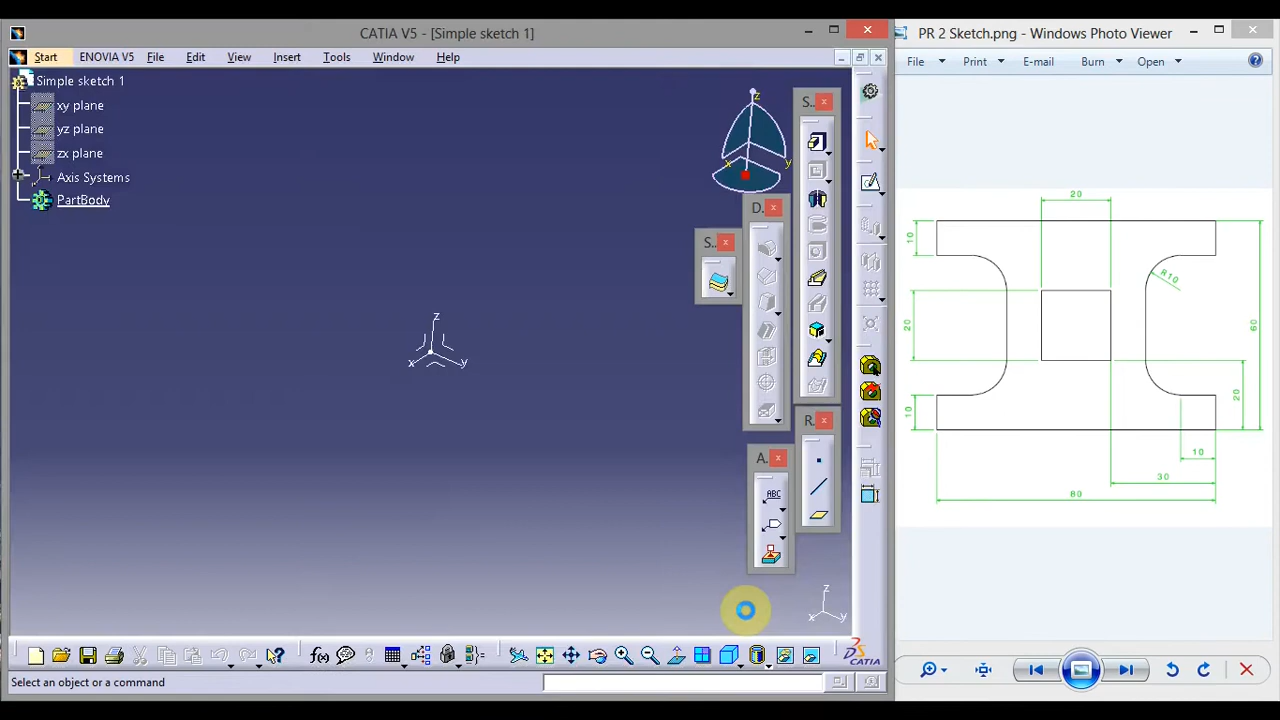 CATIA V5 - [Simple sketch 1]
Start
ENOVIA V5
File
Edit
View
Insert
Tools
Window
Help
Simple sketch 1
xy plane
yz plane
zx plane
Axis Systems
PartBody
z
x
y
S..
D.
S..
R.
A.
ABC
z
x
y
z
x
y
f(x)
CATIA
Select an object or a command
PR 2 Sketch.png - Windows Photo Viewer
File
Print
E-mail
Burn
Open
20
10
R10
20
60
10
20
10
30
80